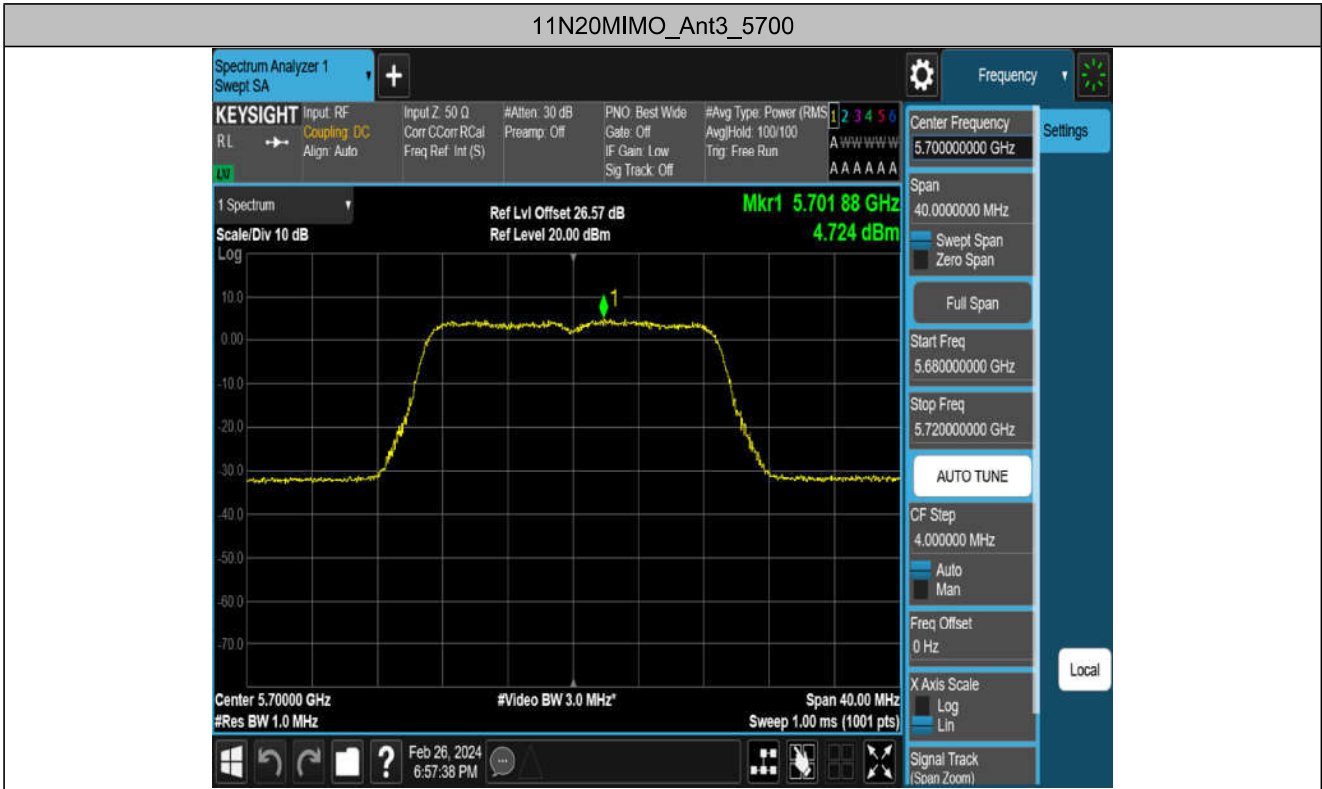 11N20MIMO_Ant3_5700
Spectrum Analyzer 1
Swept SA
+
Frequency
KEYSIGHT
RL
LXI
Input: RF
Coupling: DC
Align: Auto
Input Z: 50 Ω
Corr CCorr RCal
Freq Ref: Int (S)
#Atten: 30 dB
Preamp: Off
PNO: Best Wide
Gate: Off
IF Gain: Low
Sig Track: Off
#Avg Type: Power (RMS
Avg|Hold: 100/100
Trig: Free Run
1 2 3 4 5 6
A W W W W W
A A A A A A
1 Spectrum
Scale/Div 10 dB
Log
Ref Lvl Offset 26.57 dB
Ref Level 20.00 dBm
Mkr1 5.701 88 GHz
4.724 dBm
1
10.0
0.00
-10.0
-20.0
-30.0
-40.0
-50.0
-60.0
-70.0
Center 5.70000 GHz
#Res BW 1.0 MHz
#Video BW 3.0 MHz*
Span 40.00 MHz
Sweep 1.00 ms (1001 pts)
Center Frequency
5.700000000 GHz
Settings
Span
40.0000000 MHz
Swept Span
Zero Span
Full Span
Start Freq
5.680000000 GHz
Stop Freq
5.720000000 GHz
AUTO TUNE
CF Step
4.000000 MHz
Auto
Man
Freq Offset
0 Hz
X Axis Scale
Log
Lin
Local
Signal Track
(Span Zoom)
?
Feb 26, 2024
6:57:38 PM